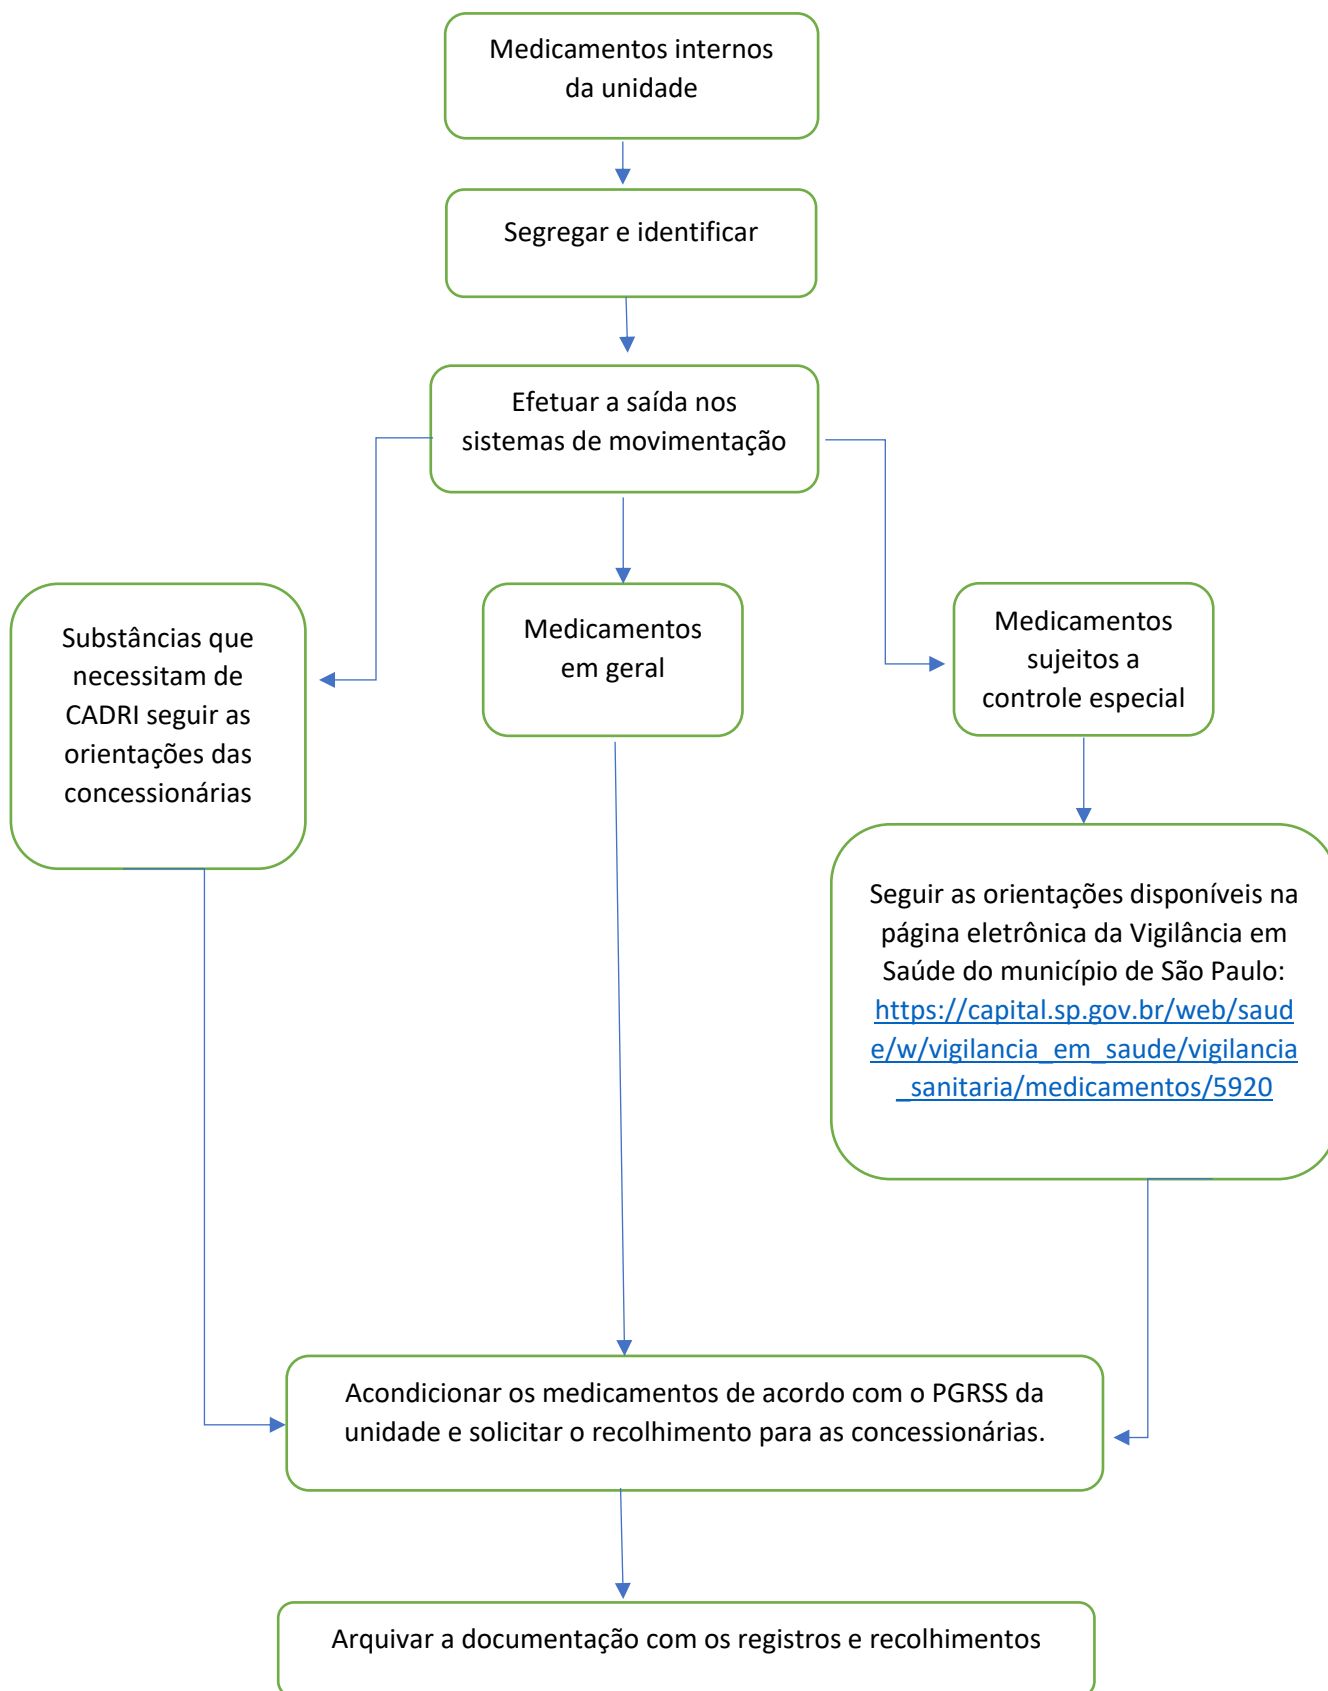 Medicamentos internos
da unidade
Segregar e identificar
Efetuar a saída nos
sistemas de movimentação
Substâncias que
necessitam de
CADRI seguir as
orientações das
concessionárias
Medicamentos
em geral
Medicamentos
sujeitos a
controle especial
Seguir as orientações disponíveis na
página eletrônica da Vigilância em
Saúde do município de São Paulo:
https://capital.sp.gov.br/web/saud
e/w/vigilancia_em_saude/vigilancia
_sanitaria/medicamentos/5920
Acondicionar os medicamentos de acordo com o PGRSS da
unidade e solicitar o recolhimento para as concessionárias.
Arquivar a documentação com os registros e recolhimentos